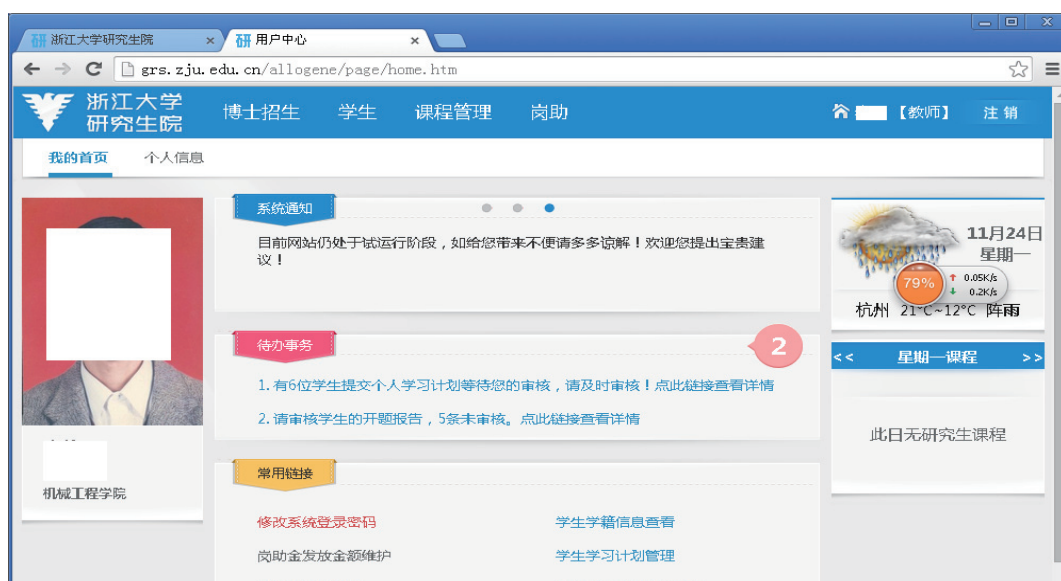 研 浙江大学研究生院 × 研 用户中心 ×
grs.zju.edu.cn/allogene/page/home.htm
浙江大学
研究生院
博士招生 学生 课程管理 岗助 【教师】 注 销
我的首页 个人信息
系统通知
目前网站仍处于试运行阶段，如给您带来不便请多多谅解！欢迎您提出宝贵建
议！
待办事务
2
1. 有6位学生提交个人学习计划等待您的审核，请及时审核！点此链接查看详情
2. 请审核学生的开题报告，5条未审核。点此链接查看详情
常用链接
修改系统登录密码 学生学籍信息查看
岗助金发放金额维护 学生学习计划管理
机械工程学院
11月24日
星期一
79%
0.05K/s
0.2K/s
杭州 21°C~12°C 阵雨
<< 星期一课程 >>
此日无研究生课程